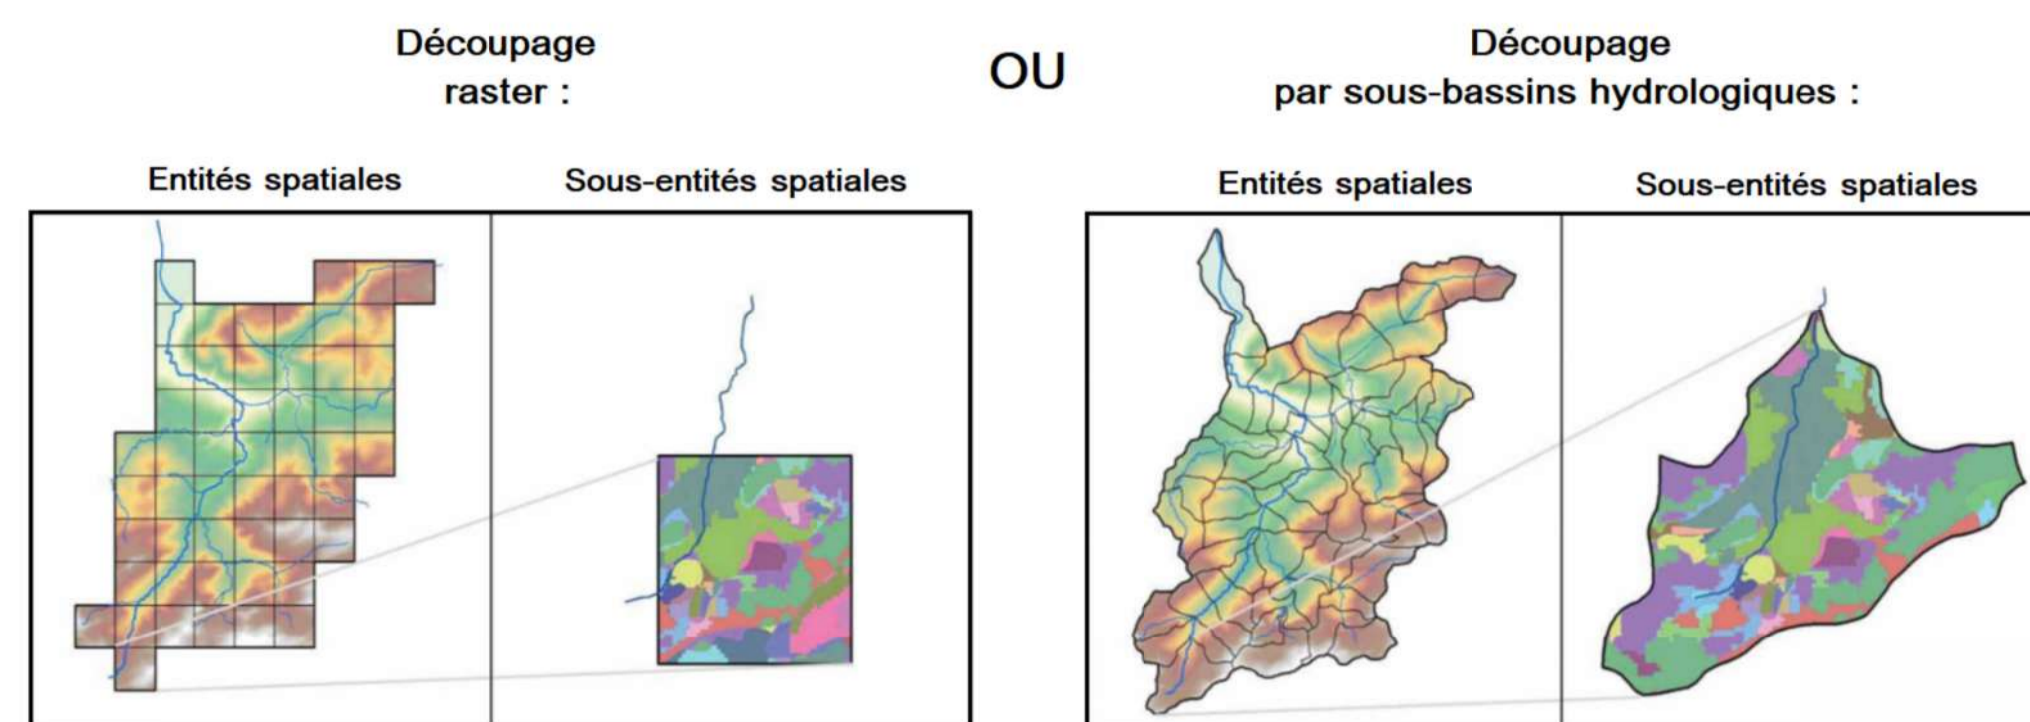 Découpage
raster :
OU
Découpage
par sous-bassins hydrologiques :
Entités spatiales
Sous-entités spatiales
Entités spatiales
Sous-entités spatiales